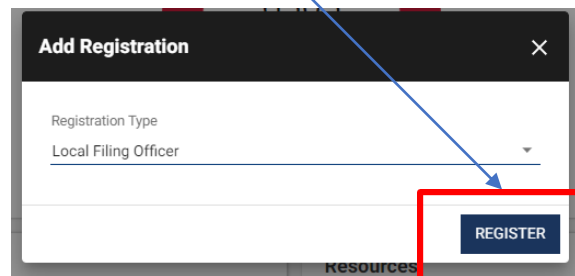 Add Registration
Registration Type
Local Filing Officer
REGISTER
Resources